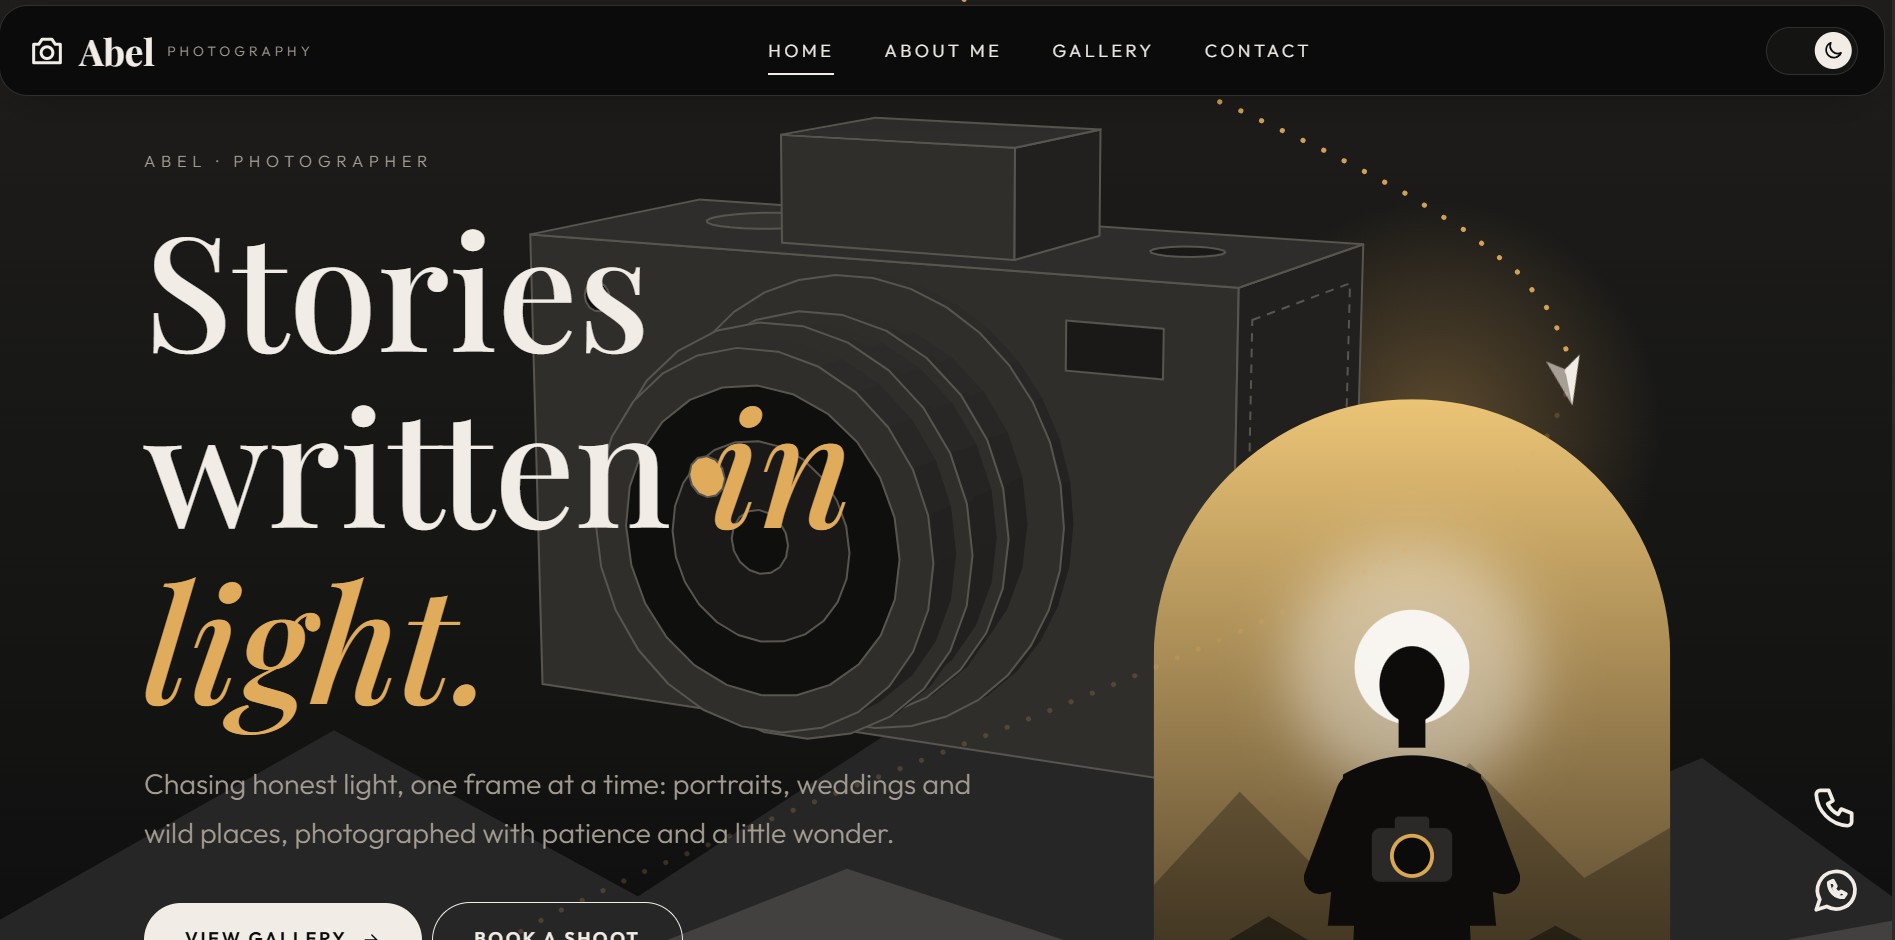 Abel PHOTOGRAPHY
HOME ABOUT ME GALLERY CONTACT
ABEL · PHOTOGRAPHER
Stories
written in
light.
Chasing honest light, one frame at a time: portraits, weddings and
wild places, photographed with patience and a little wonder.
VIEW GALLERY → BOOK A SHOOT